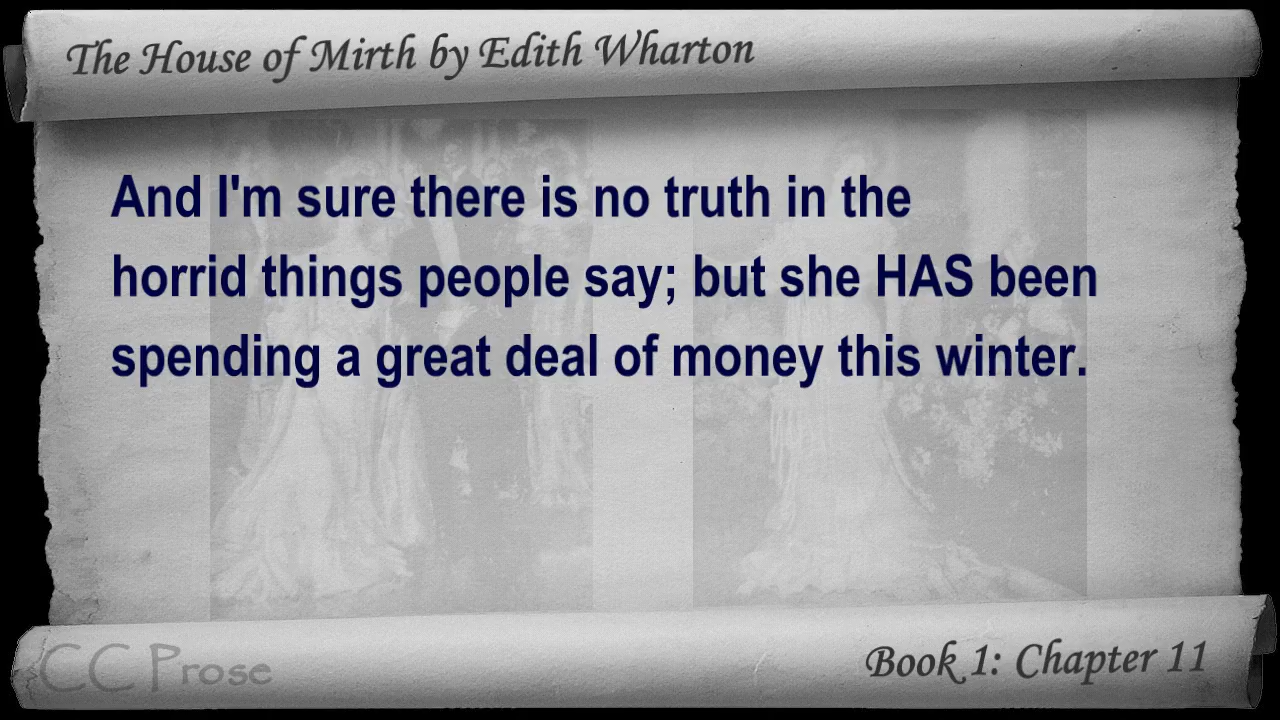 The House of Mirth by Edith Wharton
And I'm sure there is no truth in the
horrid things people say; but she HAS been
spending a great deal of money this winter.
CC Prose
Book 1: Chapter 11